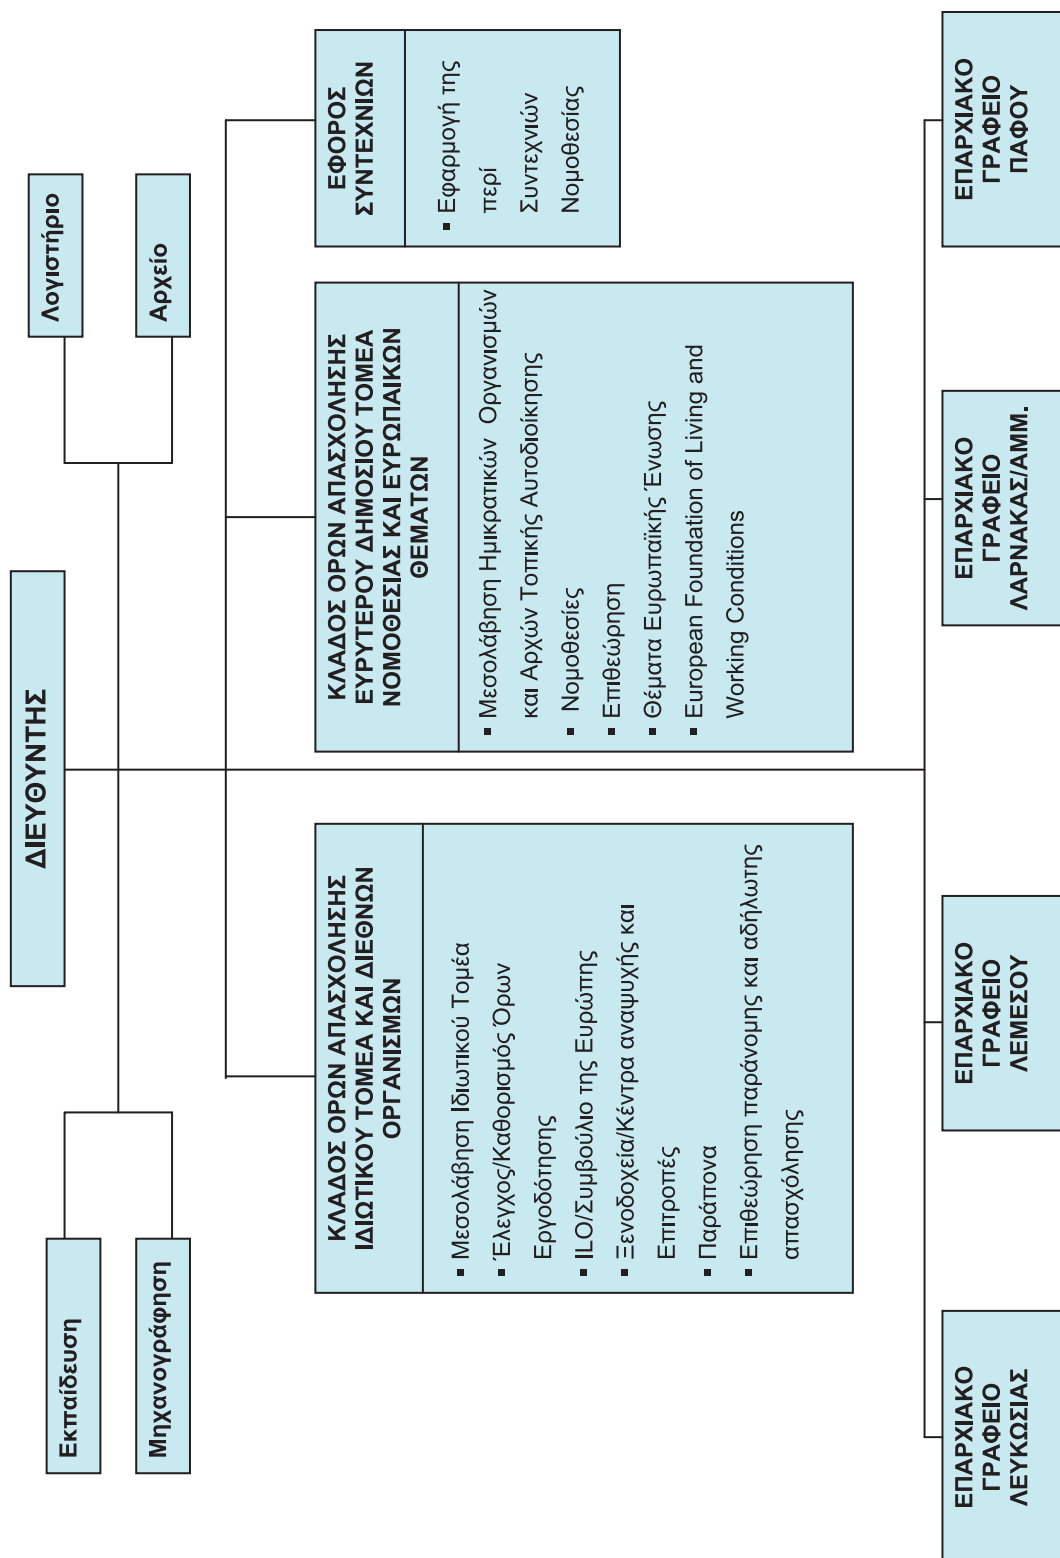 ΔΙΕΥΘΥΝΤΗΣ
Εκπαίδευση
Μηχανογράφηση
Λογιστήριο
Αρχείο
ΚΛΑΔΟΣ ΟΡΩΝ ΑΠΑΣΧΟΛΗΣΗΣ
ΙΔΙΩΤΙΚΟΥ ΤΟΜΕΑ ΚΑΙ ΔΙΕΘΝΩΝ
ΟΡΓΑΝΙΣΜΩΝ
▪ Μεσολάβηση Ιδιωτικού Τομέα
▪ Έλεγχος/Καθορισμός Όρων
Εργοδότησης
▪ ILO/Συμβούλιο της Ευρώπης
▪ Ξενοδοχεία/Κέντρα αναψυχής και
Επιτροπές
▪ Παράπονα
▪ Επιθεώρηση παράνομης και αδήλωτης
απασχόλησης
ΚΛΑΔΟΣ ΟΡΩΝ ΑΠΑΣΧΟΛΗΣΗΣ
ΕΥΡΥΤΕΡΟΥ ΔΗΜΟΣΙΟΥ ΤΟΜΕΑ
ΝΟΜΟΘΕΣΙΑΣ ΚΑΙ ΕΥΡΩΠΑΙΚΩΝ
ΘΕΜΑΤΩΝ
▪ Μεσολάβηση Ημικρατικών Οργανισμών
και Αρχών Τοπικής Αυτοδιοίκησης
▪ Νομοθεσίες
▪ Επιθεώρηση
▪ Θέματα Ευρωπαϊκής Ένωσης
▪ European Foundation of Living and
Working Conditions
ΕΦΟΡΟΣ
ΣΥΝΤΕΧΝΙΩΝ
▪ Εφαρμογή της
περί
Συντεχνιών
Νομοθεσίας
ΕΠΑΡΧΙΑΚΟ
ΓΡΑΦΕΙΟ
ΛΕΥΚΩΣΙΑΣ
ΕΠΑΡΧΙΑΚΟ
ΓΡΑΦΕΙΟ
ΛΕΜΕΣΟΥ
ΕΠΑΡΧΙΑΚΟ
ΓΡΑΦΕΙΟ
ΛΑΡΝΑΚΑΣ/ΑΜΜ.
ΕΠΑΡΧΙΑΚΟ
ΓΡΑΦΕΙΟ
ΠΑΦΟΥ